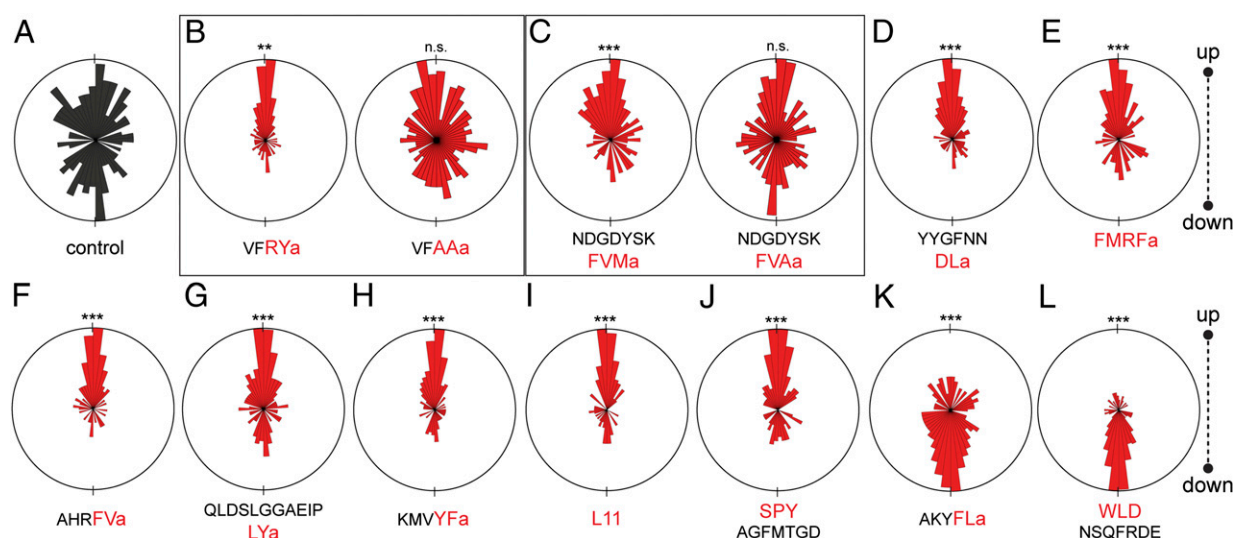 A
B
C
D
E
**
n.s.
***
n.s.
***
***
up
down
control
VFRYa
VFAAa
NDGDYSK
FVMa
NDGDYSK
FVAa
YYGFNN
DLa
FMRFa
F
G
H
I
J
K
L
***
***
***
***
***
***
***
up
down
AHRFVa
QLDSLGGAEIP
LYa
KMVYFa
L11
SPY
AGFMTGD
AKYFLa
WLD
NSQFRDE